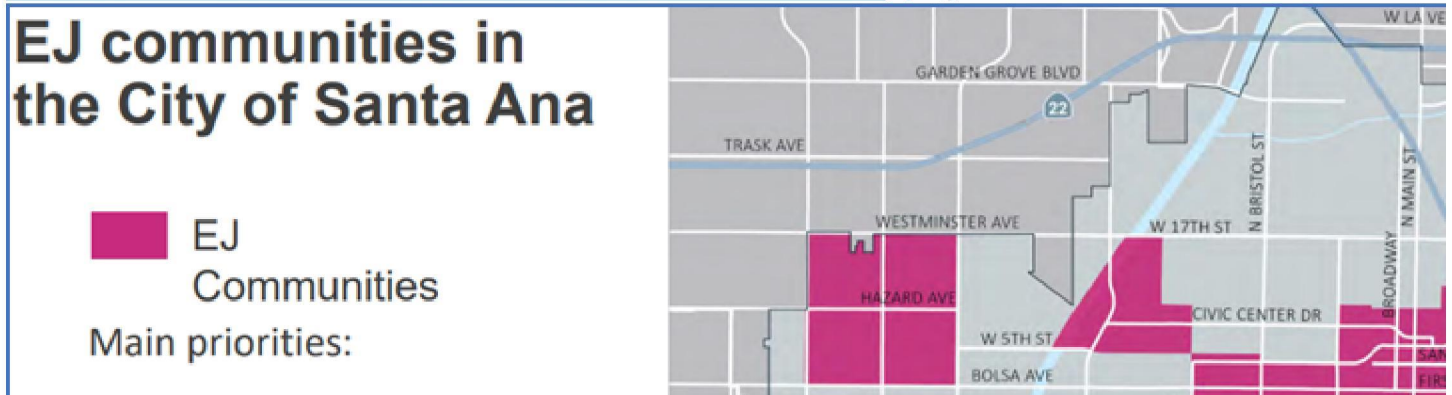 EJ communities in
the City of Santa Ana
EJ
Communities
Main priorities:
W LA VE
GARDEN GROVE BLVD
22
TRASK AVE
N BRISTOL ST
N MAIN ST
WESTMINSTER AVE
W 17TH ST
BROADWAY
HAZARD AVE
CIVIC CENTER DR
W 5TH ST
SAN
BOLSA AVE
FIRS